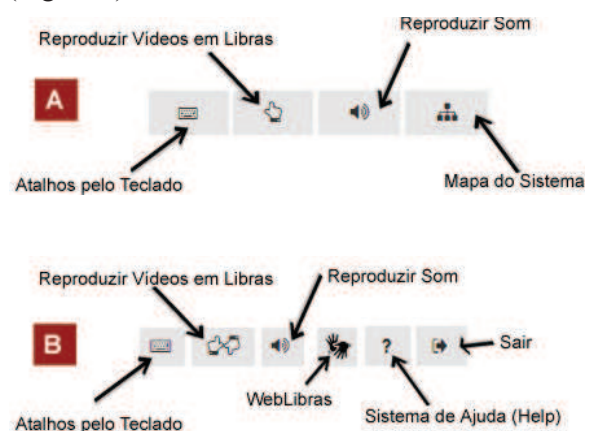 Reproduzir Som
Reproduzir Vídeos em Libras
A
Atalhos pelo Teclado
Mapa do Sistema
Reproduzir Vídeos em Libras
Reproduzir Som
B
?
Sair
WebLibras
Sistema de Ajuda (Help)
Atalhos pelo Teclado